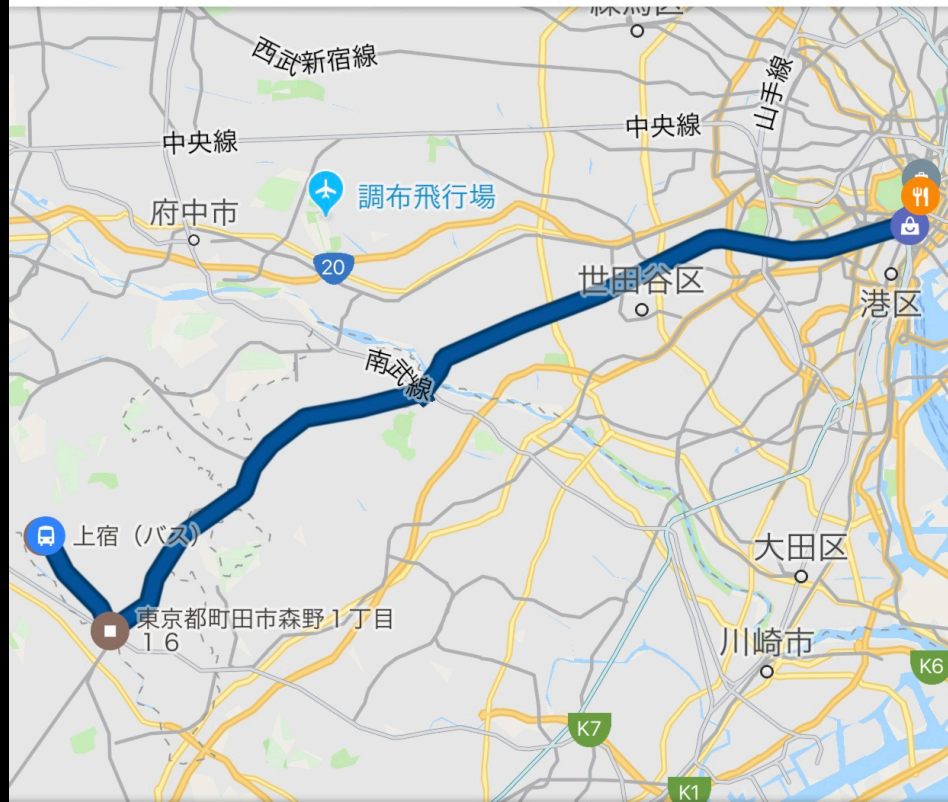 西武新宿線
山手線
中央線
中央線
調布飛行場
府中市
20
世田谷区
港区
南武線
上宿（バス）
大田区
東京都町田市森野１丁目
１６
川崎市
K6
K7
K1